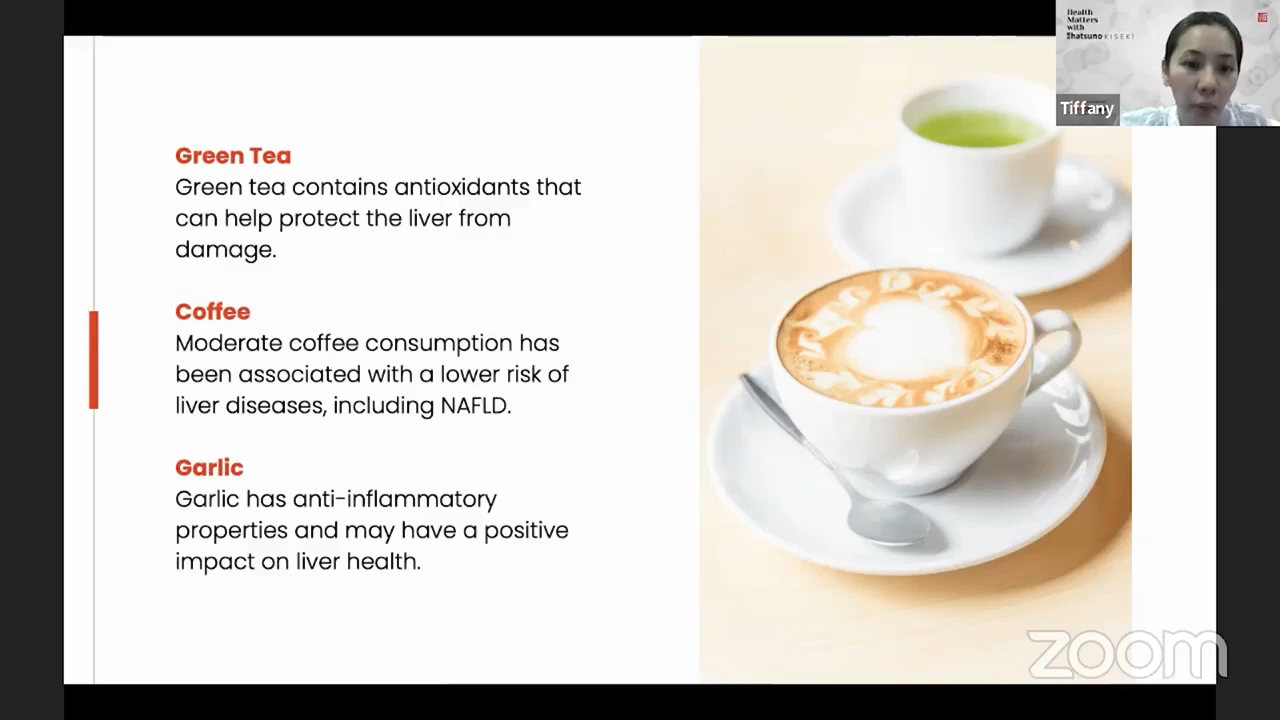 Green Tea
Green tea contains antioxidants that
can help protect the liver from
damage.
Coffee
Moderate coffee consumption has
been associated with a lower risk of
liver diseases, including NAFLD.
Garlic
Garlic has anti-inflammatory
properties and may have a positive
impact on liver health.
Health
Matters
with
hatsuno KISEKI
Tiffany
zoom